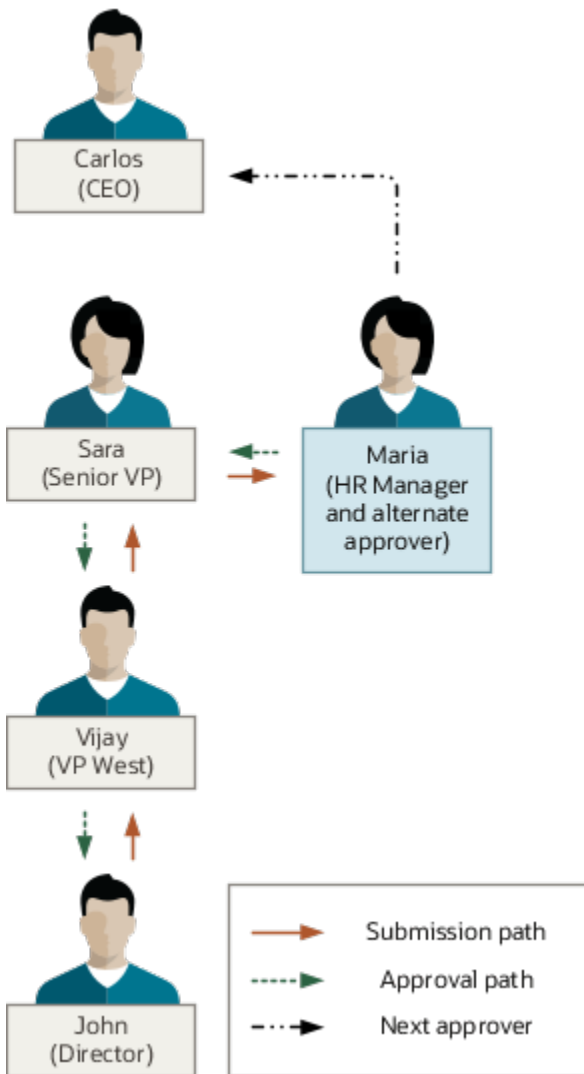 Carlos
(CEO)
Sara
(Senior VP)
Maria
(HR Manager
and alternate
approver)
Vijay
(VP West)
John
(Director)
Submission path
Approval path
Next approver